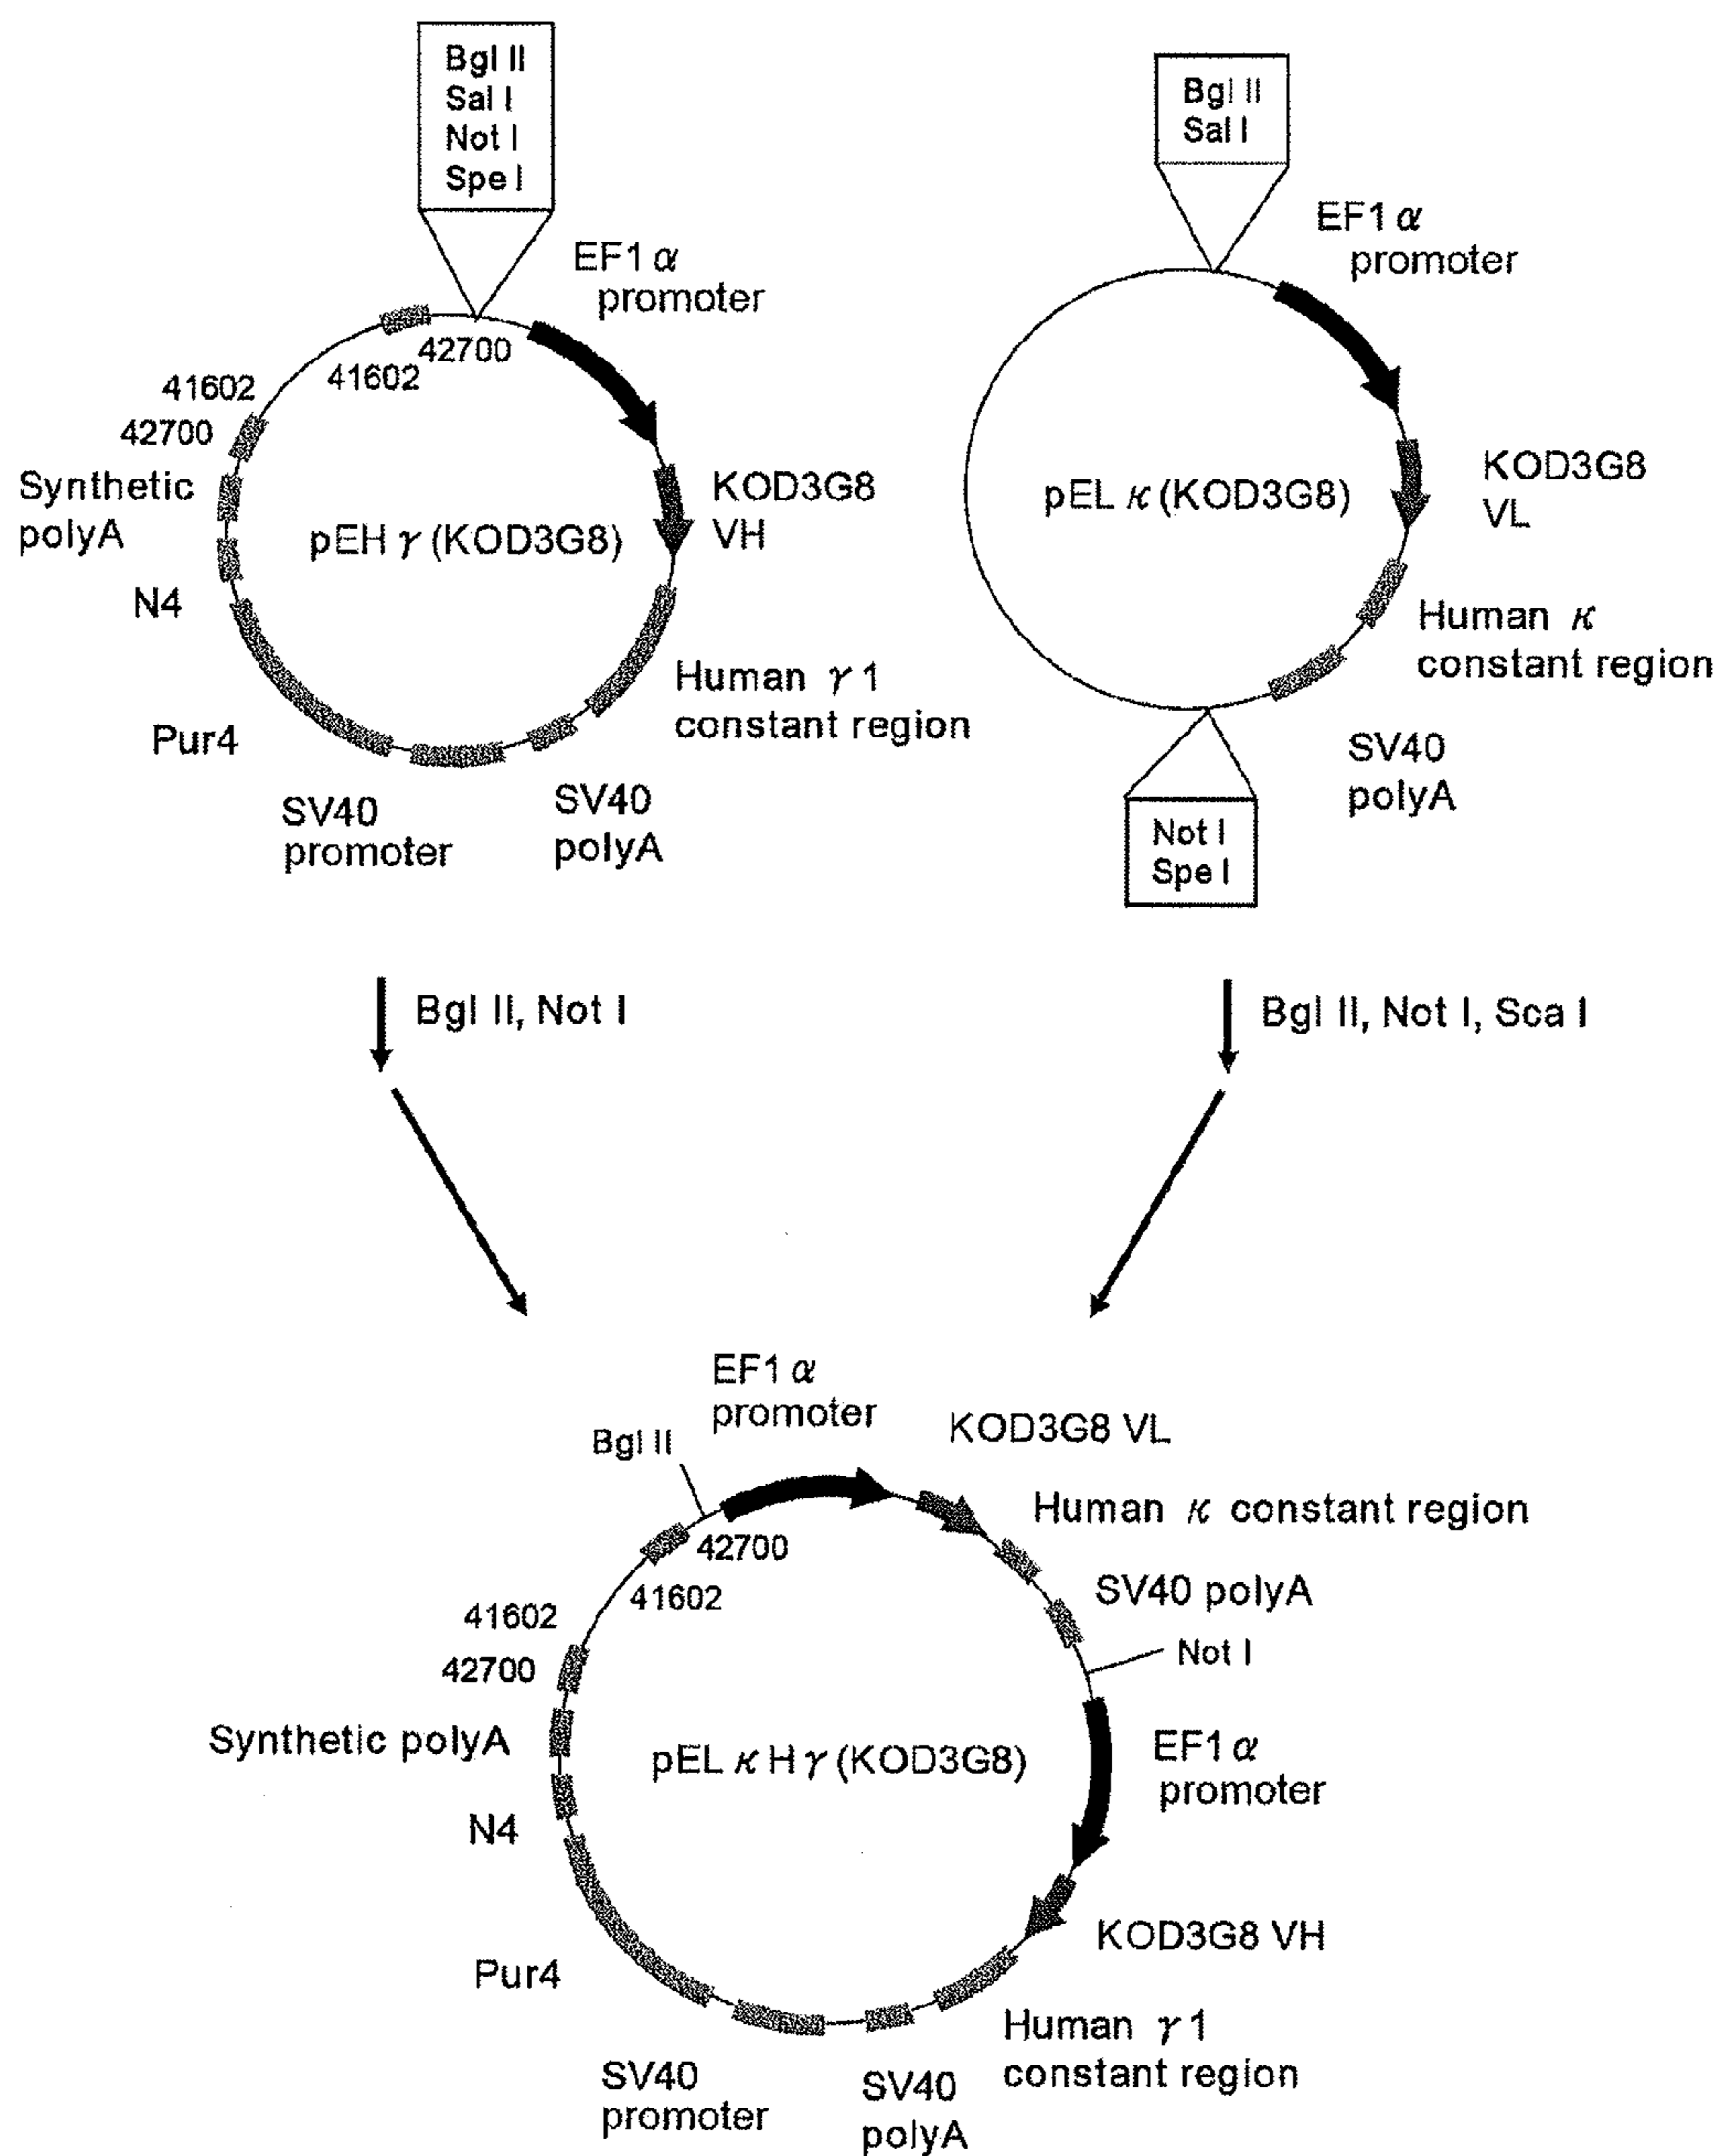 Bgl II
Sal I
Not I
Spe I
EF1 α
promoter
42700
41602
41602
42700
Synthetic
polyA
pEH γ (KOD3G8)
KOD3G8
VH
N4
Human γ 1
constant region
Pur4
SV40
promoter
SV40
polyA
Bgl II
Sal I
EF1 α
promoter
pEL κ (KOD3G8)
KOD3G8
VL
Human κ
constant region
SV40
polyA
Not I
Spe I
Bgl II, Not I
Bgl II, Not I, Sca I
EF1 α
promoter
Bgl II
KOD3G8 VL
Human κ constant region
42700
41602
SV40 polyA
41602
42700
Not I
Synthetic polyA
pEL κ H γ (KOD3G8)
EF1 α
promoter
N4
KOD3G8 VH
Pur4
Human γ 1
constant region
SV40
promoter
SV40
polyA